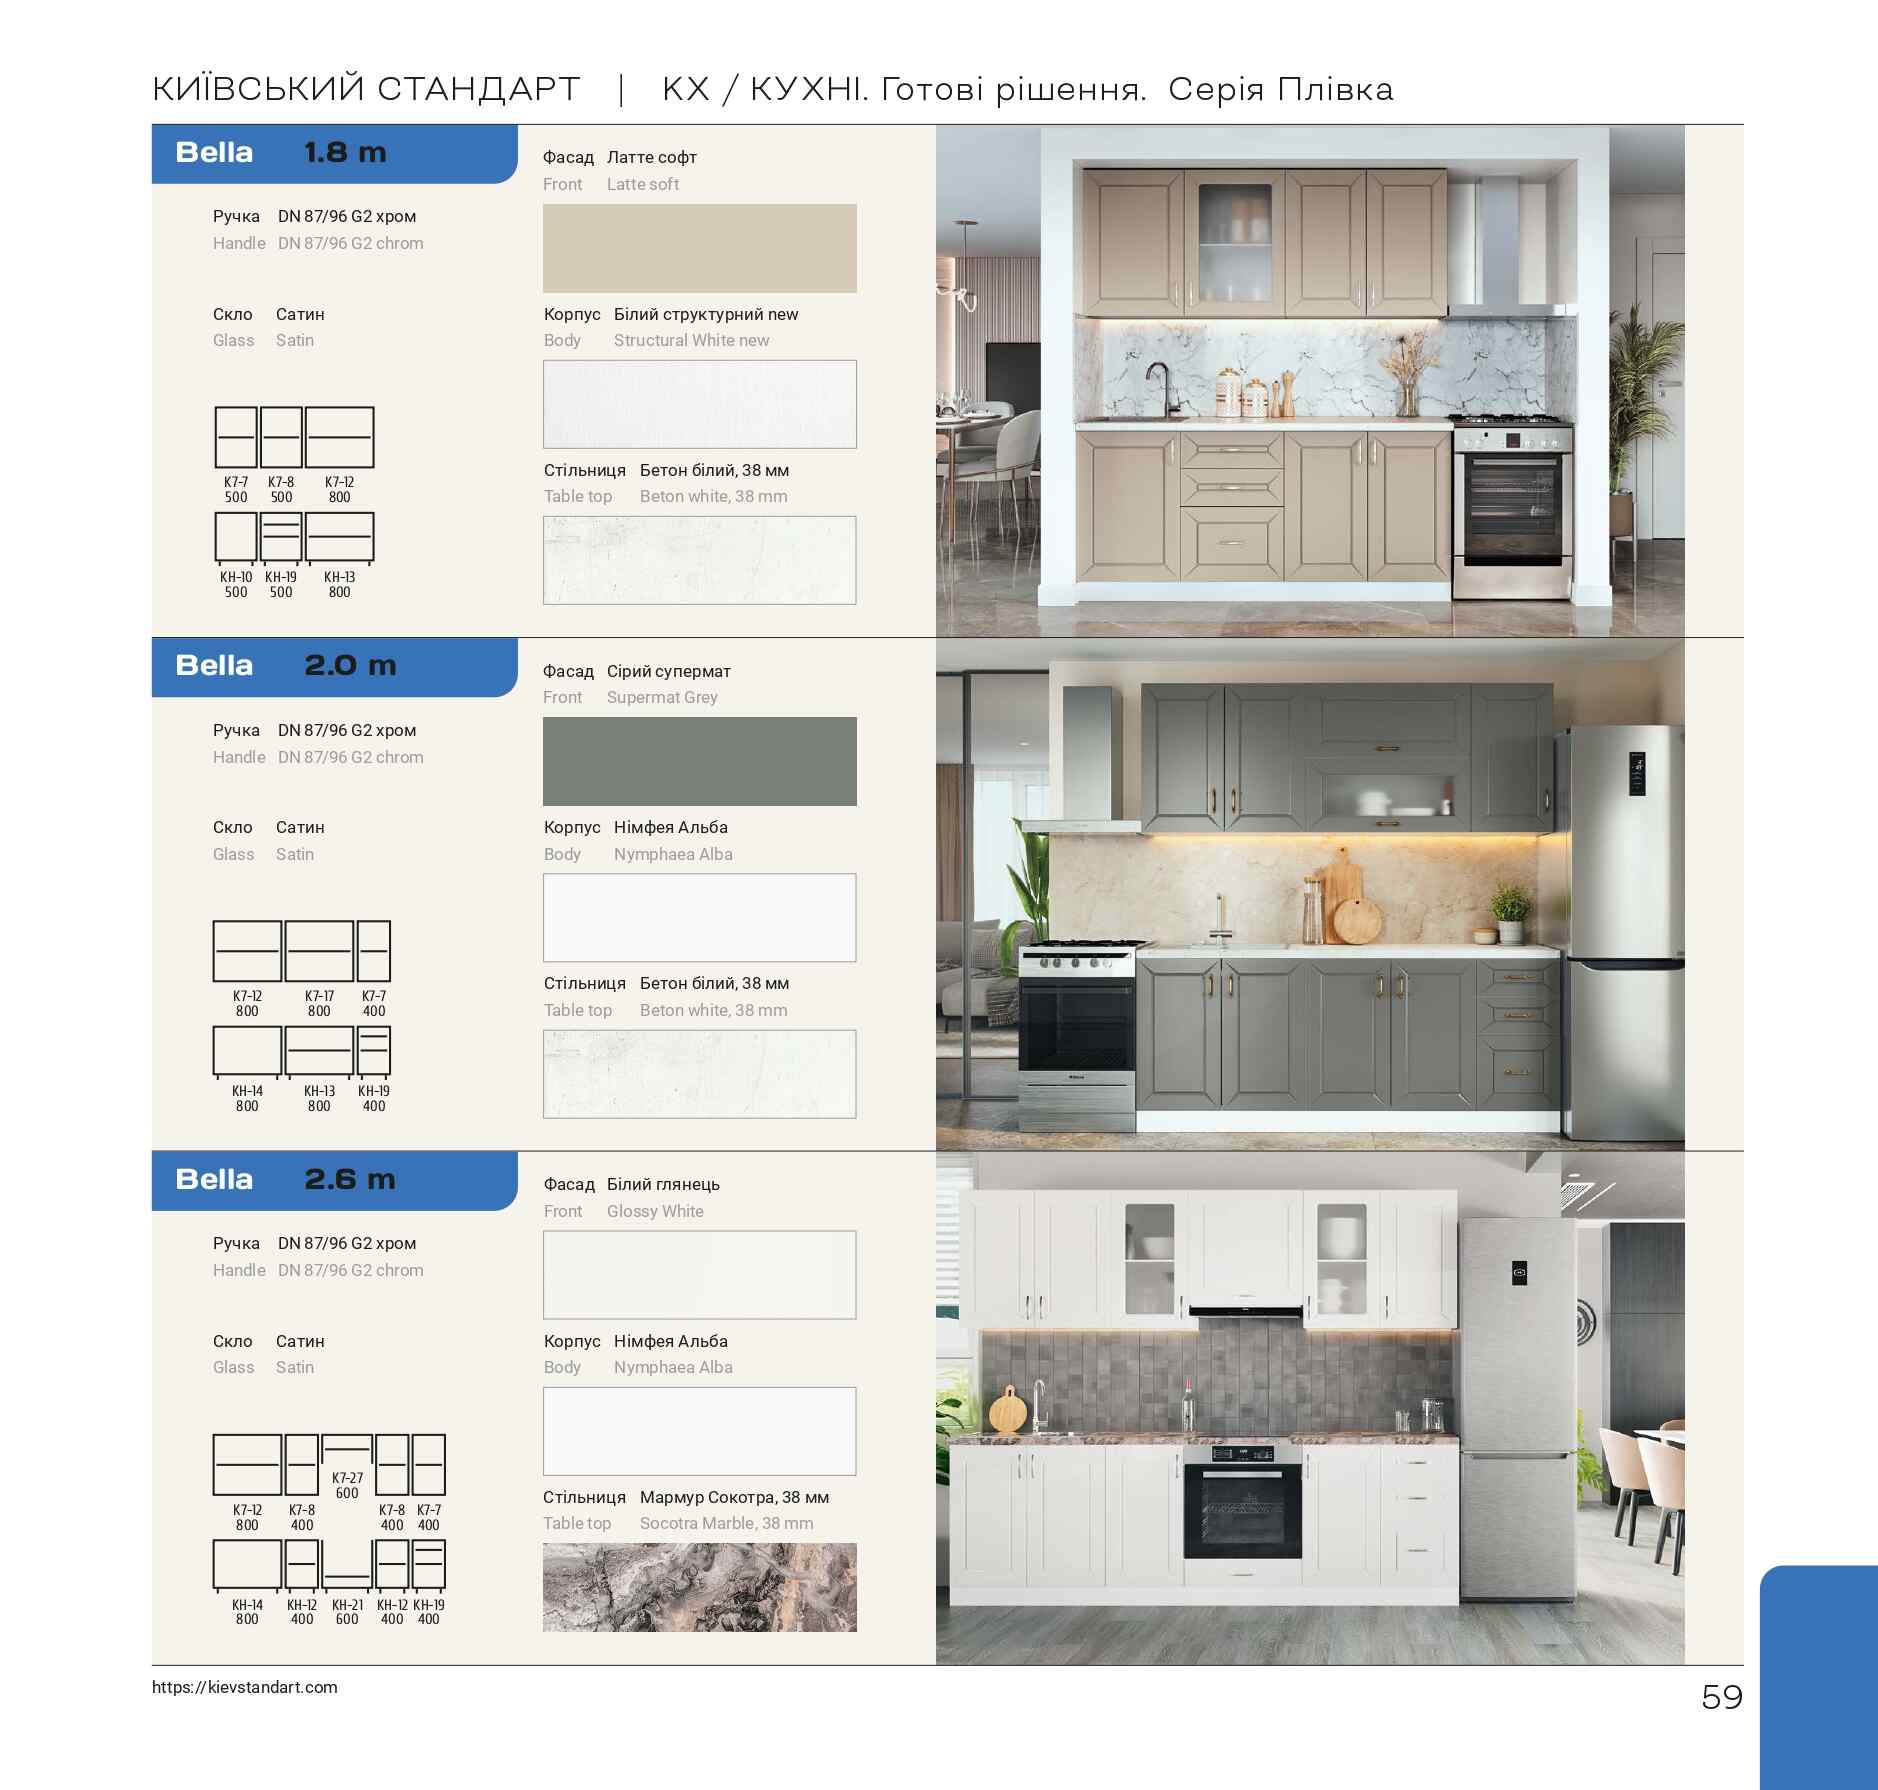 КИЇВСЬКИЙ СТАНДАРТ | КХ / КУХНІ. Готові рішення. Серія Плівка
Bella 1.8 m
Ручка DN 87/96 G2 хром
Handle DN 87/96 G2 chrom
Скло Сатин
Glass Satin
К7-7 К7-8 К7-12
500 500 800
КН-10 КН-19 КН-13
500 500 800
Фасад Латте софт
Front Latte soft
Корпус Білий структурний new
Body Structural White new
Стільниця Бетон білий, 38 мм
Table top Beton white, 38 mm
Bella 2.0 m
Ручка DN 87/96 G2 хром
Handle DN 87/96 G2 chrom
Скло Сатин
Glass Satin
К7-12 К7-17 К7-7
800 800 400
КН-14 КН-13 КН-19
800 800 400
Фасад Сірий супермат
Front Supermat Grey
Корпус Німфея Альба
Body Nymphaea Alba
Стільниця Бетон білий, 38 мм
Table top Beton white, 38 mm
Bella 2.6 m
Ручка DN 87/96 G2 хром
Handle DN 87/96 G2 chrom
Скло Сатин
Glass Satin
К7-27
600
К7-12 К7-8 К7-8 К7-7
800 400 400 400
КН-14 КН-12 КН-21 КН-12 КН-19
800 400 600 400 400
Фасад Білий глянець
Front Glossy White
Корпус Німфея Альба
Body Nymphaea Alba
Стільниця Мармур Сокотра, 38 мм
Table top Socotra Marble, 38 mm
https://kievstandart.com
59